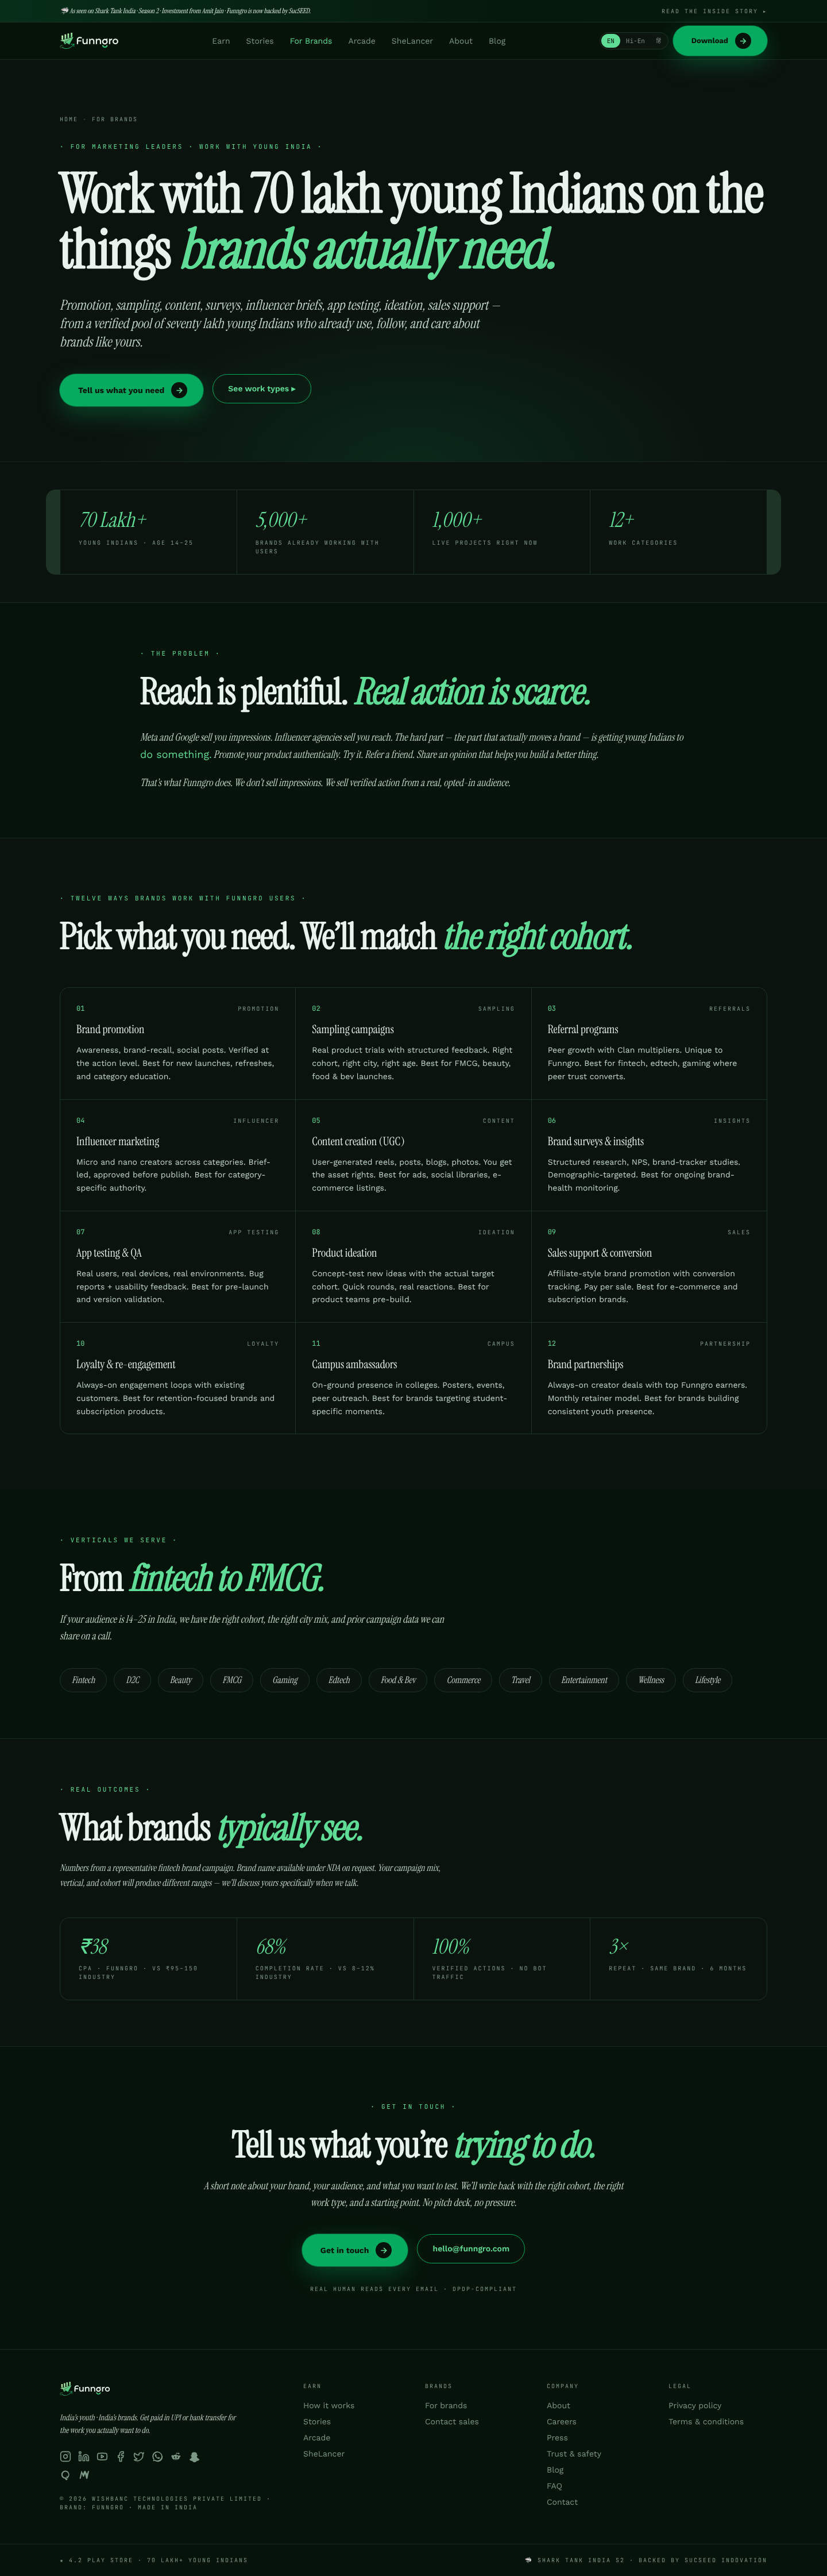 🦈 As seen on Shark Tank India · Season 2 · Investment from Amit Jain · Funngro is now backed by SucSEED.
READ THE INSIDE STORY ▸
Funngro
Earn Stories For Brands Arcade SheLancer About Blog
EN Hi-En हिं
Download →
HOME · FOR BRANDS
· FOR MARKETING LEADERS · WORK WITH YOUNG INDIA ·
Work with 70 lakh young Indians on the
things brands actually need.
Promotion, sampling, content, surveys, influencer briefs, app testing, ideation, sales support —
from a verified pool of seventy lakh young Indians who already use, follow, and care about
brands like yours.
Tell us what you need →
See work types ▸
70 Lakh+
YOUNG INDIANS · AGE 14–25
5,000+
BRANDS ALREADY WORKING WITH
USERS
1,000+
LIVE PROJECTS RIGHT NOW
12+
WORK CATEGORIES
· THE PROBLEM ·
Reach is plentiful. Real action is scarce.
Meta and Google sell you impressions. Influencer agencies sell you reach. The hard part — the part that actually moves a brand — is getting young Indians to
do something. Promote your product authentically. Try it. Refer a friend. Share an opinion that helps you build a better thing.
That's what Funngro does. We don't sell impressions. We sell verified action from a real, opted-in audience.
· TWELVE WAYS BRANDS WORK WITH FUNNGRO USERS ·
Pick what you need. We'll match the right cohort.
01 PROMOTION
Brand promotion
Awareness, brand-recall, social posts. Verified at
the action level. Best for new launches, refreshes,
and category education.
02 SAMPLING
Sampling campaigns
Real product trials with structured feedback. Right
cohort, right city, right age. Best for FMCG, beauty,
food & bev launches.
03 REFERRALS
Referral programs
Peer growth with Clan multipliers. Unique to
Funngro. Best for fintech, edtech, gaming where
peer trust converts.
04 INFLUENCER
Influencer marketing
Micro and nano creators across categories. Brief-
led, approved before publish. Best for category-
specific authority.
05 CONTENT
Content creation (UGC)
User-generated reels, posts, blogs, photos. You get
the asset rights. Best for ads, social libraries, e-
commerce listings.
06 INSIGHTS
Brand surveys & insights
Structured research, NPS, brand-tracker studies.
Demographic-targeted. Best for ongoing brand-
health monitoring.
07 APP TESTING
App testing & QA
Real users, real devices, real environments. Bug
reports + usability feedback. Best for pre-launch
and version validation.
08 IDEATION
Product ideation
Concept-test new ideas with the actual target
cohort. Quick rounds, real reactions. Best for
product teams pre-build.
09 SALES
Sales support & conversion
Affiliate-style brand promotion with conversion
tracking. Pay per sale. Best for e-commerce and
subscription brands.
10 LOYALTY
Loyalty & re-engagement
Always-on engagement loops with existing
customers. Best for retention-focused brands and
subscription products.
11 CAMPUS
Campus ambassadors
On-ground presence in colleges. Posters, events,
peer outreach. Best for brands targeting student-
specific moments.
12 PARTNERSHIP
Brand partnerships
Always-on creator deals with top Funngro earners.
Monthly retainer model. Best for brands building
consistent youth presence.
· VERTICALS WE SERVE ·
From fintech to FMCG.
If your audience is 14–25 in India, we have the right cohort, the right city mix, and prior campaign data we can
share on a call.
Fintech D2C Beauty FMCG Gaming Edtech Food & Bev Commerce Travel Entertainment Wellness Lifestyle
· REAL OUTCOMES ·
What brands typically see.
Numbers from a representative fintech brand campaign. Brand name available under NDA on request. Your campaign mix,
vertical, and cohort will produce different ranges — we'll discuss yours specifically when we talk.
₹38
CPA · FUNNGRO · VS ₹95–150
INDUSTRY
68%
COMPLETION RATE · VS 8–12%
INDUSTRY
100%
VERIFIED ACTIONS · NO BOT
TRAFFIC
3×
REPEAT · SAME BRAND · 6 MONTHS
· GET IN TOUCH ·
Tell us what you're trying to do.
A short note about your brand, your audience, and what you want to test. We'll write back with the right cohort, the right
work type, and a starting point. No pitch deck, no pressure.
Get in touch →
hello@funngro.com
REAL HUMAN READS EVERY EMAIL · DPDP-COMPLIANT
Funngro
India's youth · India's brands. Get paid in UPI or bank transfer for
the work you actually want to do.
© 2026 WISHBANC TECHNOLOGIES PRIVATE LIMITED ·
BRAND: FUNNGRO · MADE IN INDIA
EARN
How it works
Stories
Arcade
SheLancer
BRANDS
For brands
Contact sales
COMPANY
About
Careers
Press
Trust & safety
Blog
FAQ
Contact
LEGAL
Privacy policy
Terms & conditions
★ 4.2 PLAY STORE · 70 LAKH+ YOUNG INDIANS
🦈 SHARK TANK INDIA S2 · BACKED BY SUCSEED INDOVATION